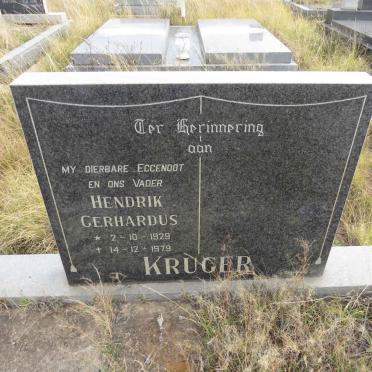 Ter Herinnering
aan
MY DIERBARE EGGENOOT
EN ONS VADER
HENDRIK
GERHARDUS
* 2-10-1929
+ 14-12-1979
KRUGER